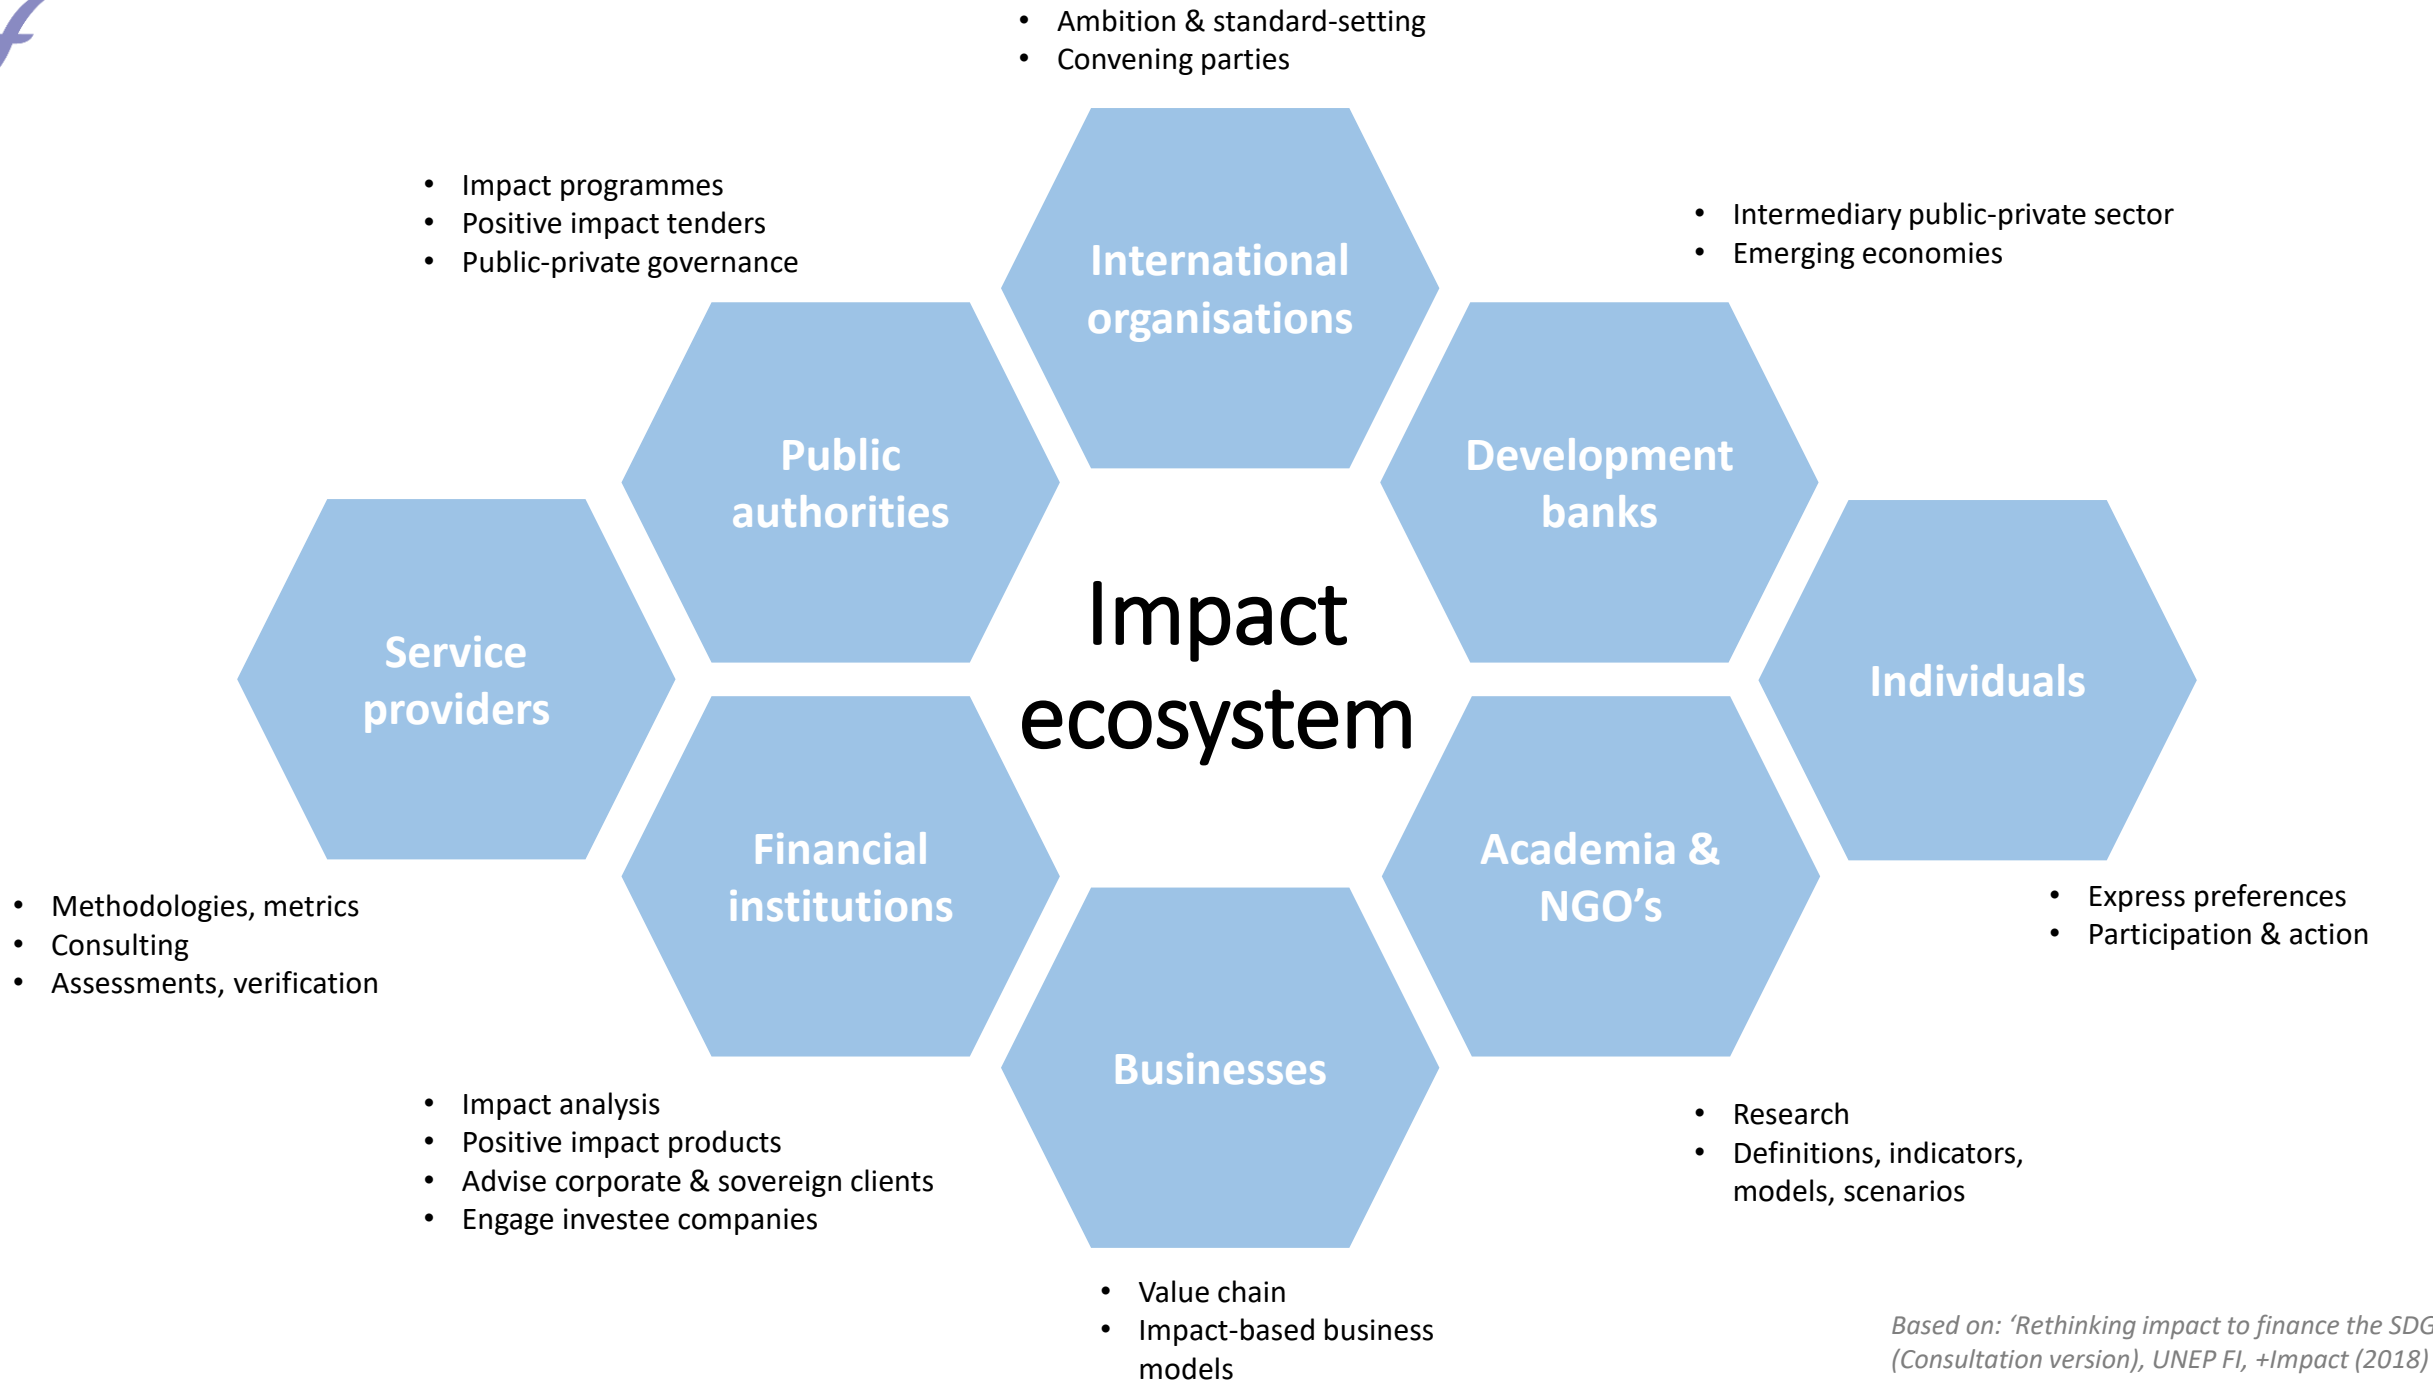 • Ambition & standard-setting
• Convening parties
• Impact programmes
• Positive impact tenders
• Public-private governance
• Intermediary public-private sector
• Emerging economies
International
organisations
Public
authorities
Development
banks
Impact
ecosystem
Service
providers
Individuals
Financial
institutions
Academia &
NGO’s
Businesses
• Methodologies, metrics
• Consulting
• Assessments, verification
• Express preferences
• Participation & action
• Impact analysis
• Positive impact products
• Advise corporate & sovereign clients
• Engage investee companies
• Research
• Definitions, indicators,
models, scenarios
• Value chain
• Impact-based business
models
Based on: ‘Rethinking impact to finance the SDG
(Consultation version), UNEP FI, +Impact (2018)